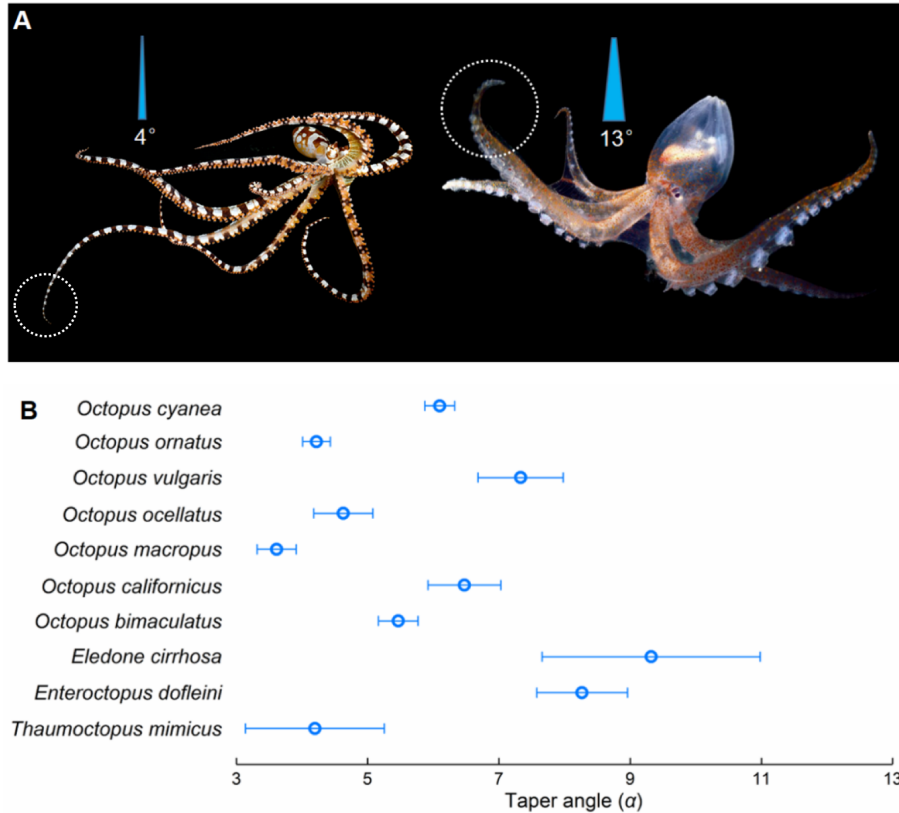 A
4°
13°
B
Octopus cyanea
Octopus ornatus
Octopus vulgaris
Octopus ocellatus
Octopus macropus
Octopus californicus
Octopus bimaculatus
Eledone cirrhosa
Enteroctopus dofleini
Thaumoctopus mimicus
3 5 7 9 11 13
Taper angle (α)